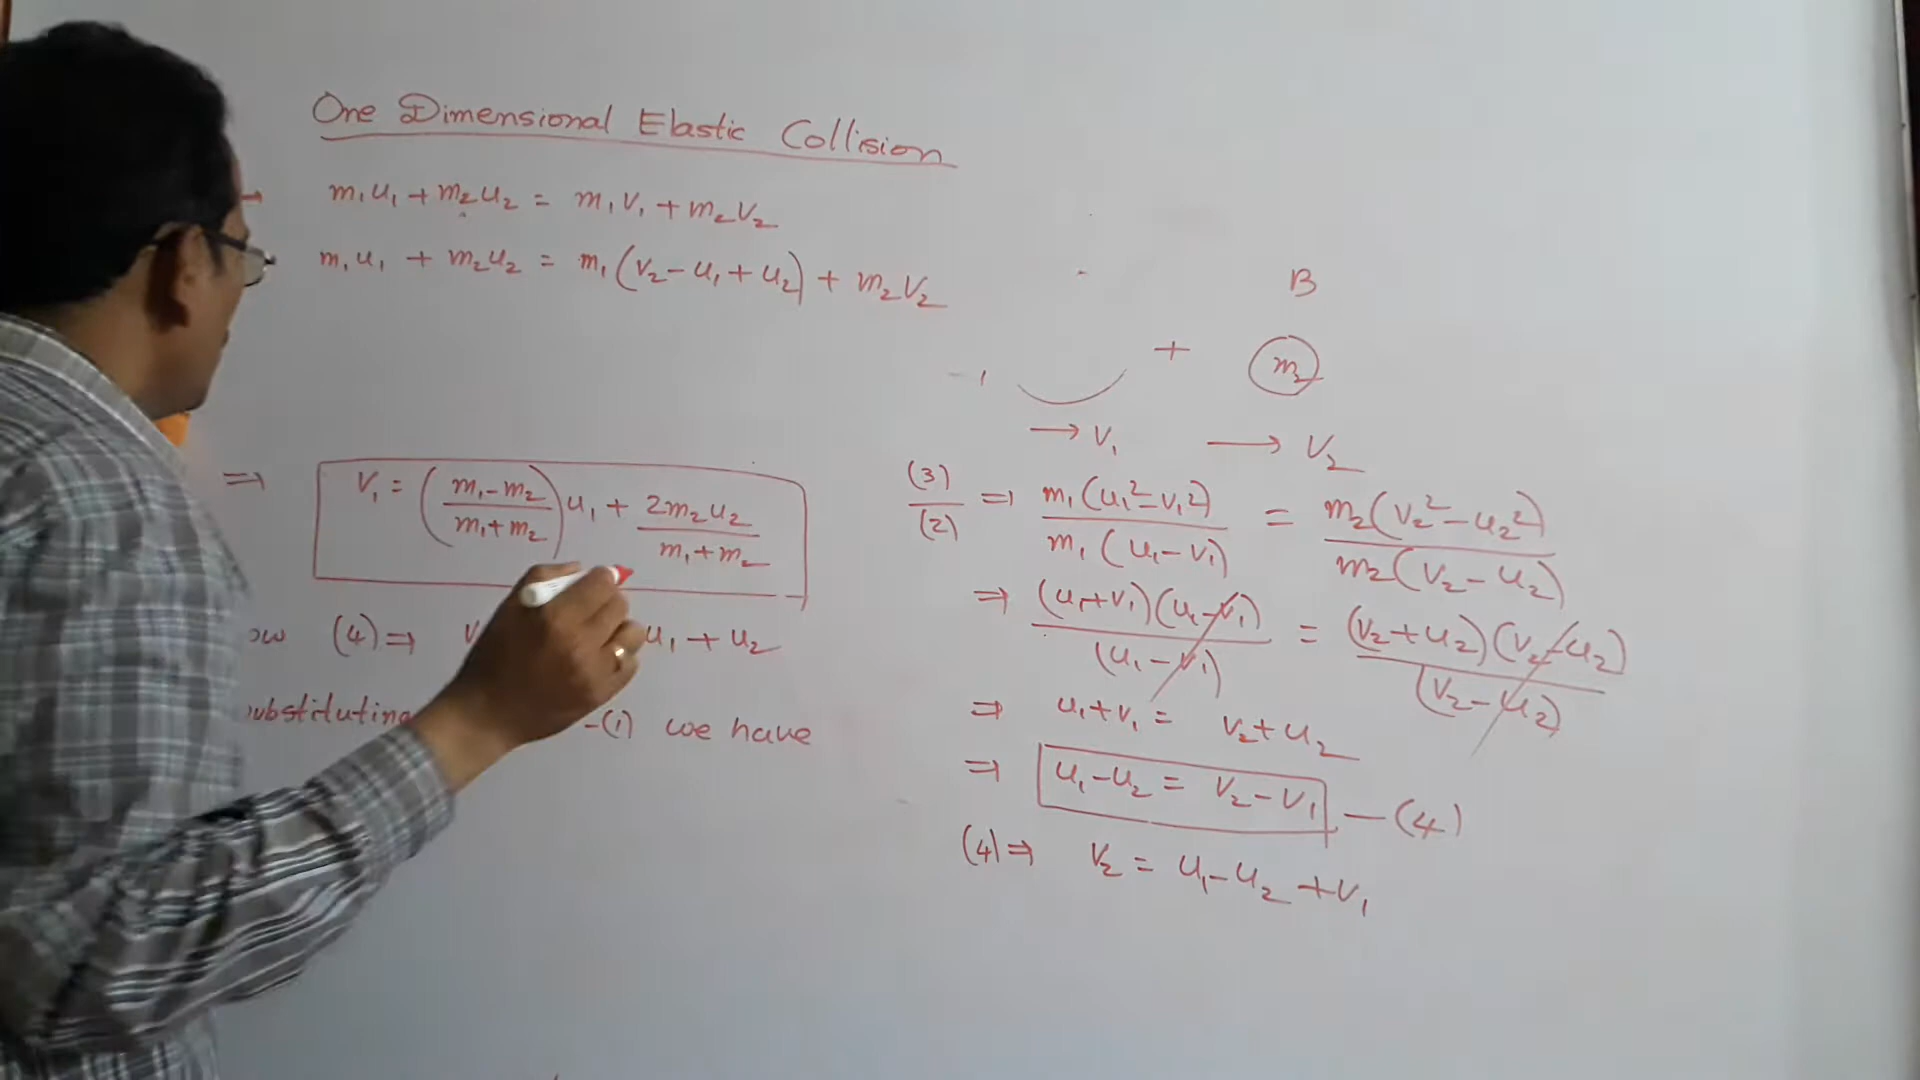 One Dimensional Elastic Collision
m₁u₁ + m₂u₂ = m₁v₁ + m₂v₂
m₁u₁ + m₂u₂ = m₁(v₂ - u₁ + u₂) + m₂v₂
⇒ v₁ = ((m₁ - m₂)/(m₁ + m₂))u₁ + 2m₂u₂/(m₁ + m₂)
(4) ⇒ u₁ + u₂
-(1) we have
B
+ m₂
→ v₁ → v₂
(3)/(2) ⇒ m₁(u₁² - v₁²)/m₁(u₁ - v₁) = m₂(v₂² - u₂²)/m₂(v₂ - u₂)
⇒ (u₁ + v₁)(u₁ - v₁)/(u₁ - v₁) = (v₂ + u₂)(v₂ - u₂)/(v₂ - u₂)
⇒ u₁ + v₁ = v₂ + u₂
⇒ u₁ - u₂ = v₂ - v₁ — (4)
(4) ⇒ v₂ = u₁ - u₂ + v₁